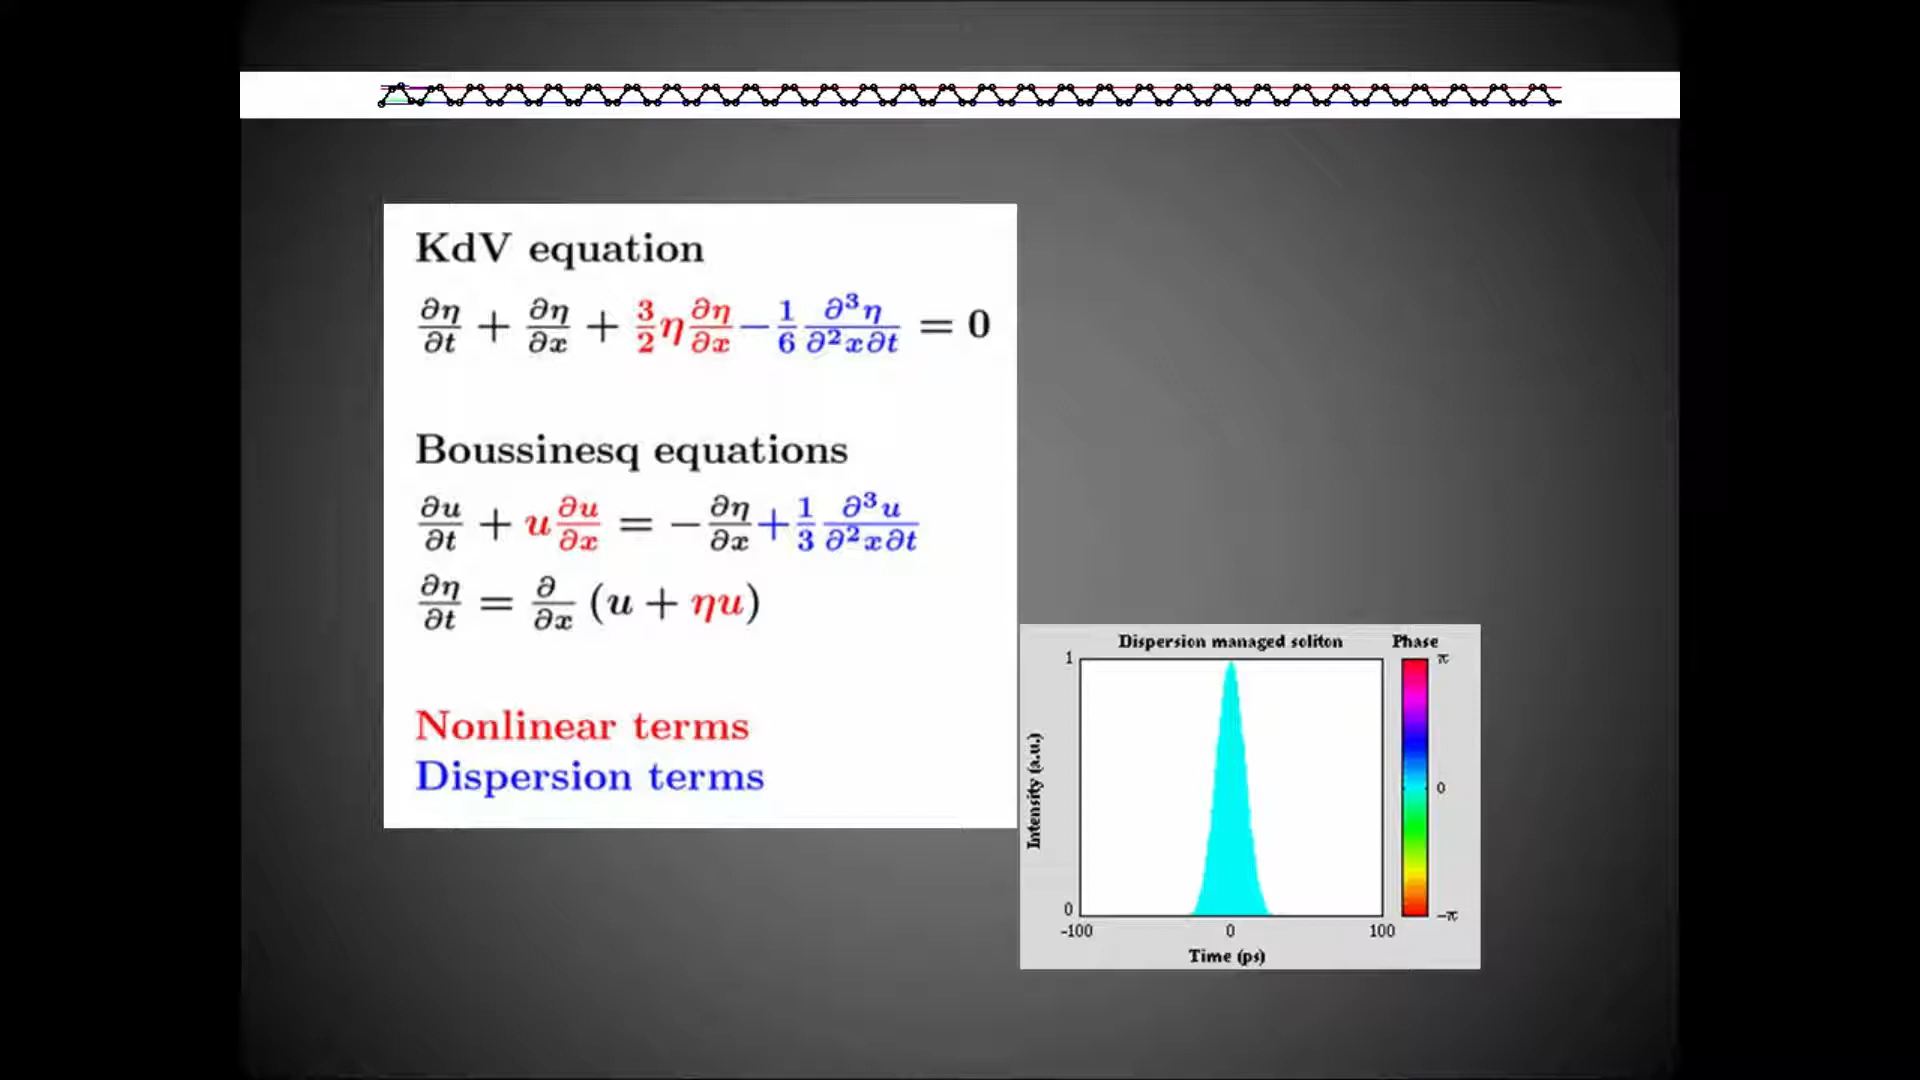 KdV equation
∂η/∂t + ∂η/∂x + 3/2 η ∂η/∂x − 1/6 ∂³η/∂²x∂t = 0
Boussinesq equations
∂u/∂t + u ∂u/∂x = − ∂η/∂x + 1/3 ∂³u/∂²x∂t
∂η/∂t = ∂/∂x (u + ηu)
Nonlinear terms
Dispersion terms
Dispersion managed soliton
Phase
1
π
Intensity (a.u.)
0
0
−π
-100
0
100
Time (ps)